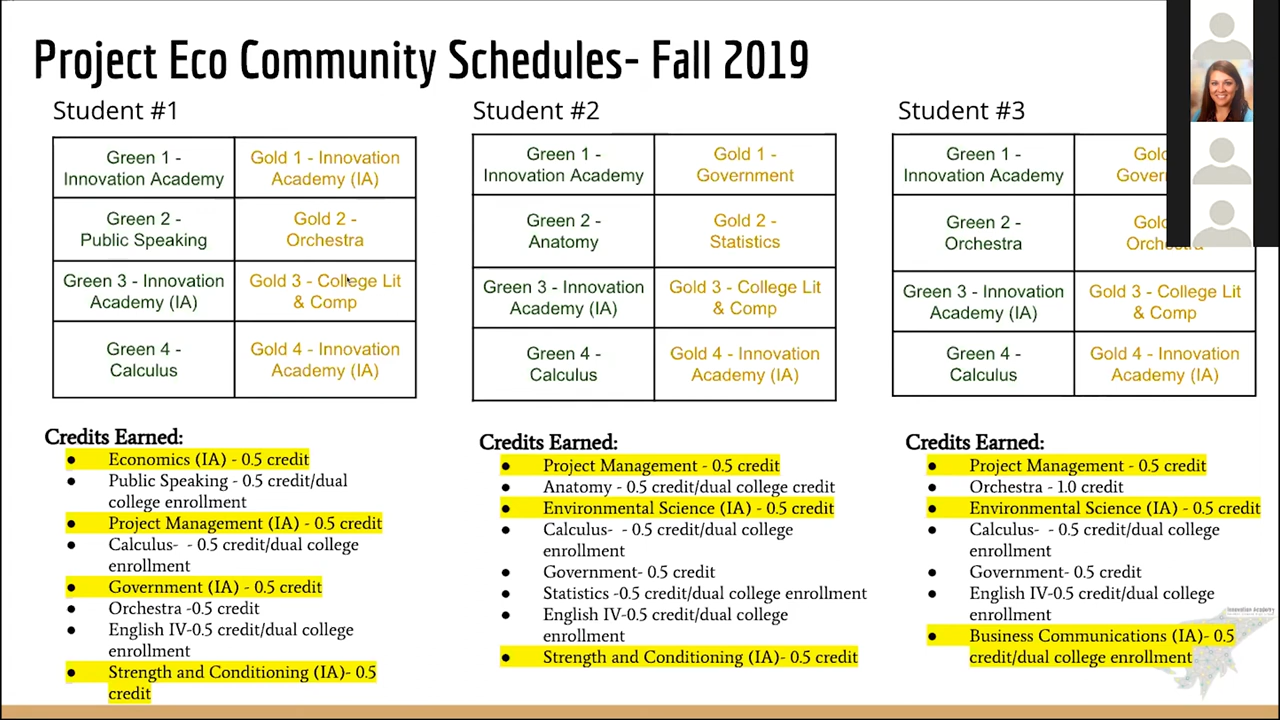 Project Eco Community Schedules- Fall 2019
Student #1
Green 1 -
Innovation Academy
Gold 1 - Innovation
Academy (IA)
Green 2 -
Public Speaking
Gold 2 -
Orchestra
Green 3 - Innovation
Academy (IA)
Gold 3 - College Lit
& Comp
Green 4 -
Calculus
Gold 4 - Innovation
Academy (IA)
Credits Earned:
● Economics (IA) - 0.5 credit
● Public Speaking - 0.5 credit/dual
college enrollment
● Project Management (IA) - 0.5 credit
● Calculus-  - 0.5 credit/dual college
enrollment
● Government (IA) - 0.5 credit
● Orchestra -0.5 credit
● English IV-0.5 credit/dual college
enrollment
● Strength and Conditioning (IA)- 0.5
credit
Student #2
Green 1 -
Innovation Academy
Gold 1 -
Government
Green 2 -
Anatomy
Gold 2 -
Statistics
Green 3 - Innovation
Academy (IA)
Gold 3 - College Lit
& Comp
Green 4 -
Calculus
Gold 4 - Innovation
Academy (IA)
Credits Earned:
● Project Management - 0.5 credit
● Anatomy - 0.5 credit/dual college credit
● Environmental Science (IA) - 0.5 credit
● Calculus-  - 0.5 credit/dual college
enrollment
● Government- 0.5 credit
● Statistics -0.5 credit/dual college enrollment
● English IV-0.5 credit/dual college
enrollment
● Strength and Conditioning (IA)- 0.5 credit
Student #3
Green 1 -
Innovation Academy
Green 2 -
Orchestra
Green 3 - Innovation
Academy (IA)
Gold 3 - College Lit
& Comp
Green 4 -
Calculus
Gold 4 - Innovation
Academy (IA)
Credits Earned:
● Project Management - 0.5 credit
● Orchestra - 1.0 credit
● Environmental Science (IA) - 0.5 credit
● Calculus-  - 0.5 credit/dual college
enrollment
● Government- 0.5 credit
● English IV-0.5 credit/dual college
enrollment
● Business Communications (IA)- 0.5
credit/dual college enrollment
Innovation Academy